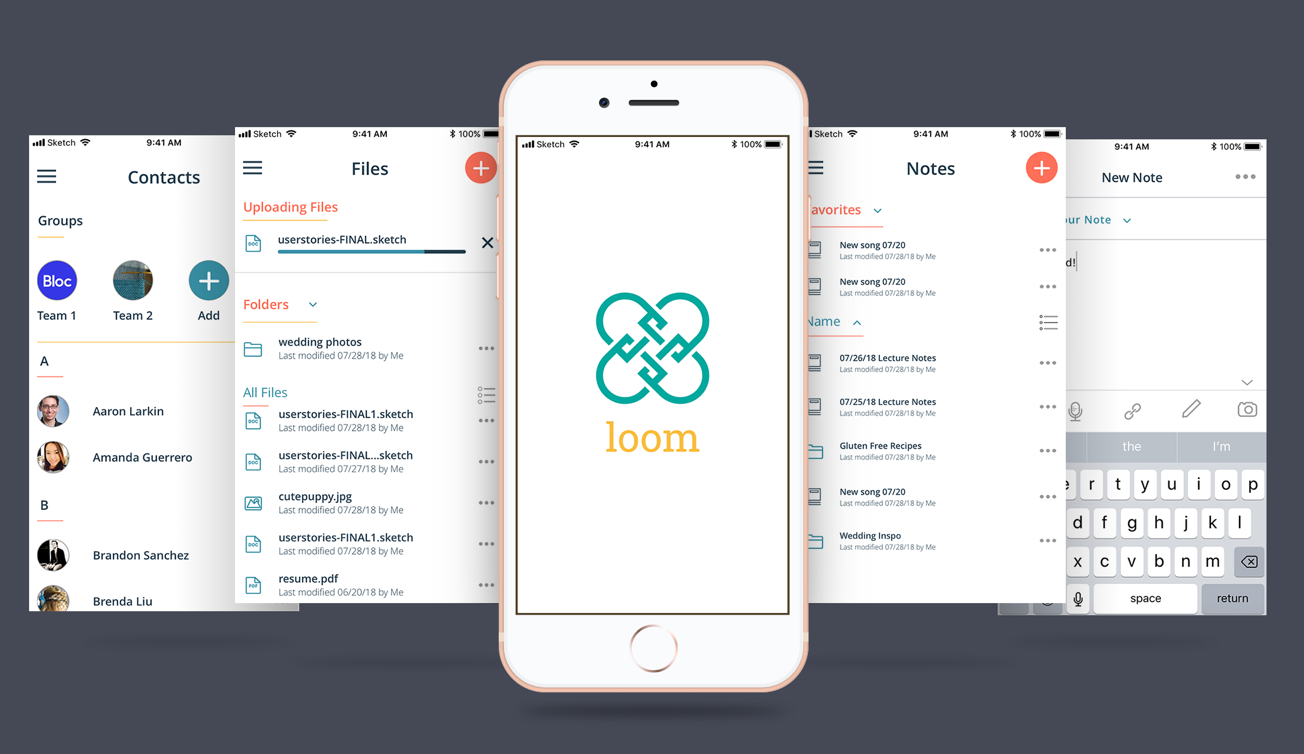 Sketch 9:41 AM
Contacts
Groups
Bloc
Team 1 Team 2 Add
A
Aaron Larkin
Amanda Guerrero
B
Brandon Sanchez
Brenda Liu
Sketch 9:41 AM 100%
Files
Uploading Files
DOC userstories-FINAL.sketch
Folders
wedding photos
Last modified 07/28/18 by Me
All Files
userstories-FINAL1.sketch
DOC Last modified 07/28/18 by Me
userstories-FINAL...sketch
DOC Last modified 07/27/18 by Me
cutepuppy.jpg
Last modified 07/28/18 by Me
userstories-FINAL1.sketch
DOC Last modified 07/28/18 by Me
resume.pdf
PDF Last modified 06/20/18 by Me
Sketch 9:41 AM 100%
loom
Sketch 9:41 AM 100%
Notes
avorites
New song 07/20
Last modified 07/28/18 by Me
New song 07/20
Last modified 07/28/18 by Me
Name
07/26/18 Lecture Notes
Last modified 07/28/18 by Me
07/25/18 Lecture Notes
Last modified 07/28/18 by Me
Gluten Free Recipes
Last modified 07/28/18 by Me
New song 07/20
Last modified 07/28/18 by Me
Wedding Inspo
Last modified 07/28/18 by Me
9:41 AM 100%
New Note
our Note
d!
the I'm
e r t y u i o p
d f g h j k l
x c v b n m
space return